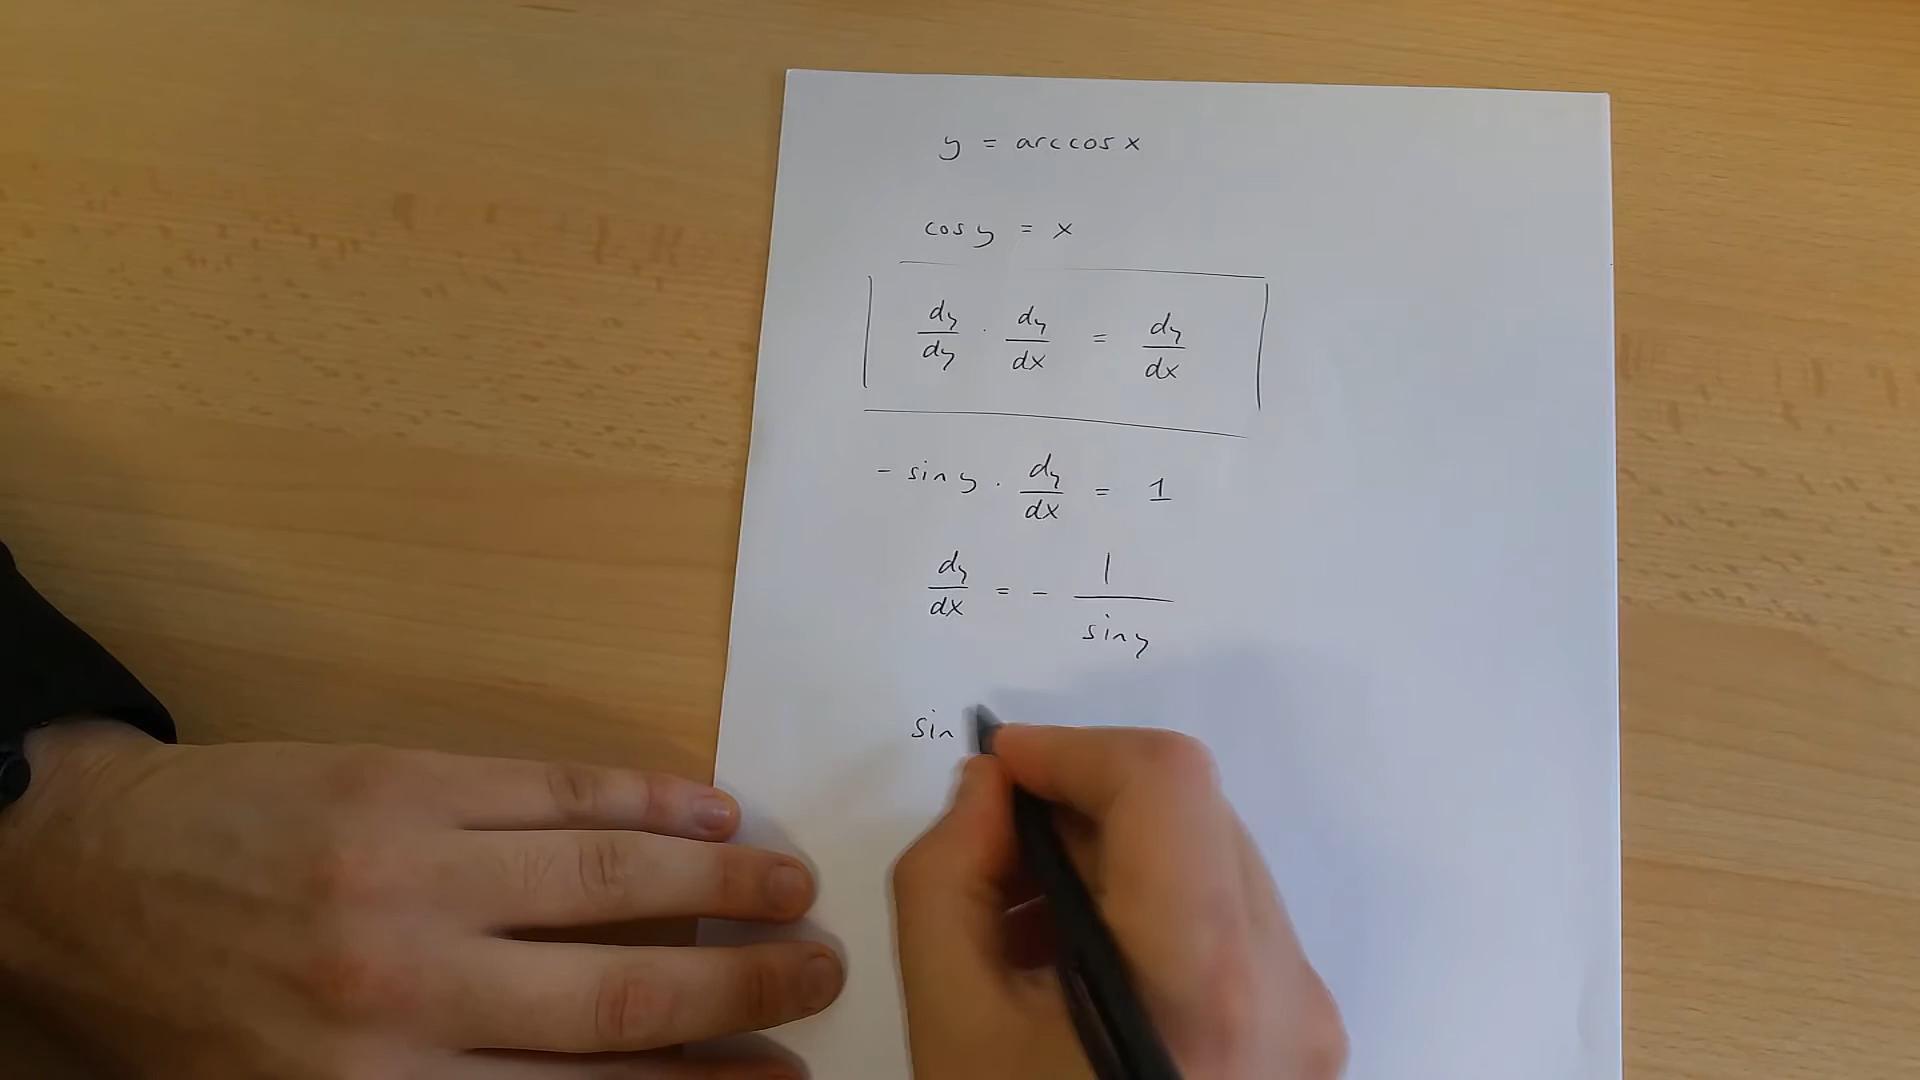 y = arccos x
cos y = x
dy/dy · dy/dx = dy/dx
- sin y · dy/dx = 1
dy/dx = - 1/sin y
sin